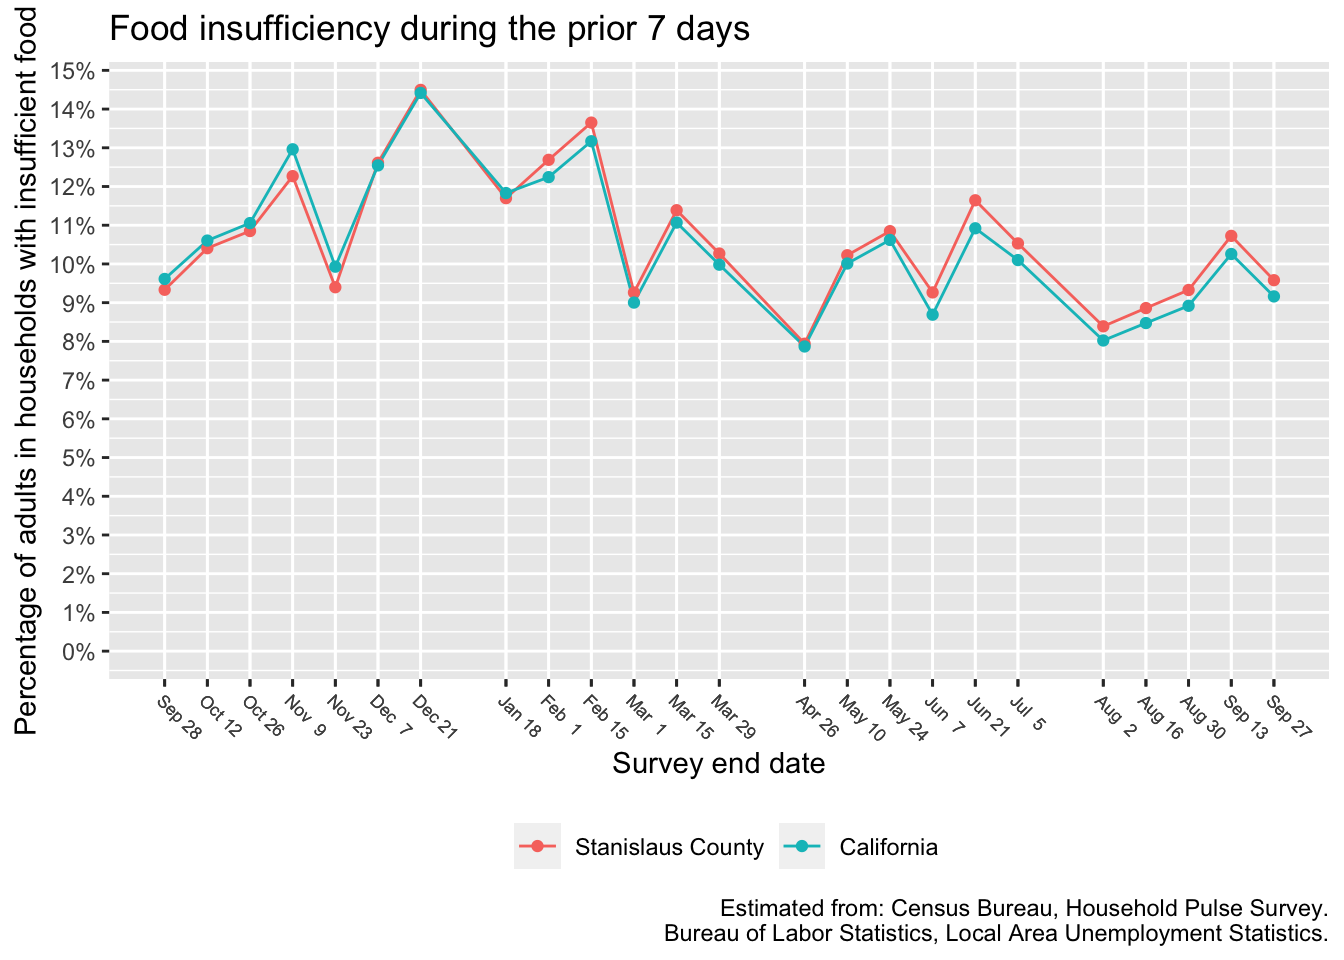 Food insufficiency during the prior 7 days
Percentage of adults in households with insufficient food
15%
14%
13%
12%
11%
10%
9%
8%
7%
6%
5%
4%
3%
2%
1%
0%
Sep 28
Oct 12
Oct 26
Nov 9
Nov 23
Dec 7
Dec 21
Jan 18
Feb 1
Feb 15
Mar 1
Mar 15
Mar 29
Apr 26
May 10
May 24
Jun 7
Jun 21
Jul 5
Aug 2
Aug 16
Aug 30
Sep 13
Sep 27
Survey end date
Stanislaus County
California
Estimated from: Census Bureau, Household Pulse Survey.
Bureau of Labor Statistics, Local Area Unemployment Statistics.